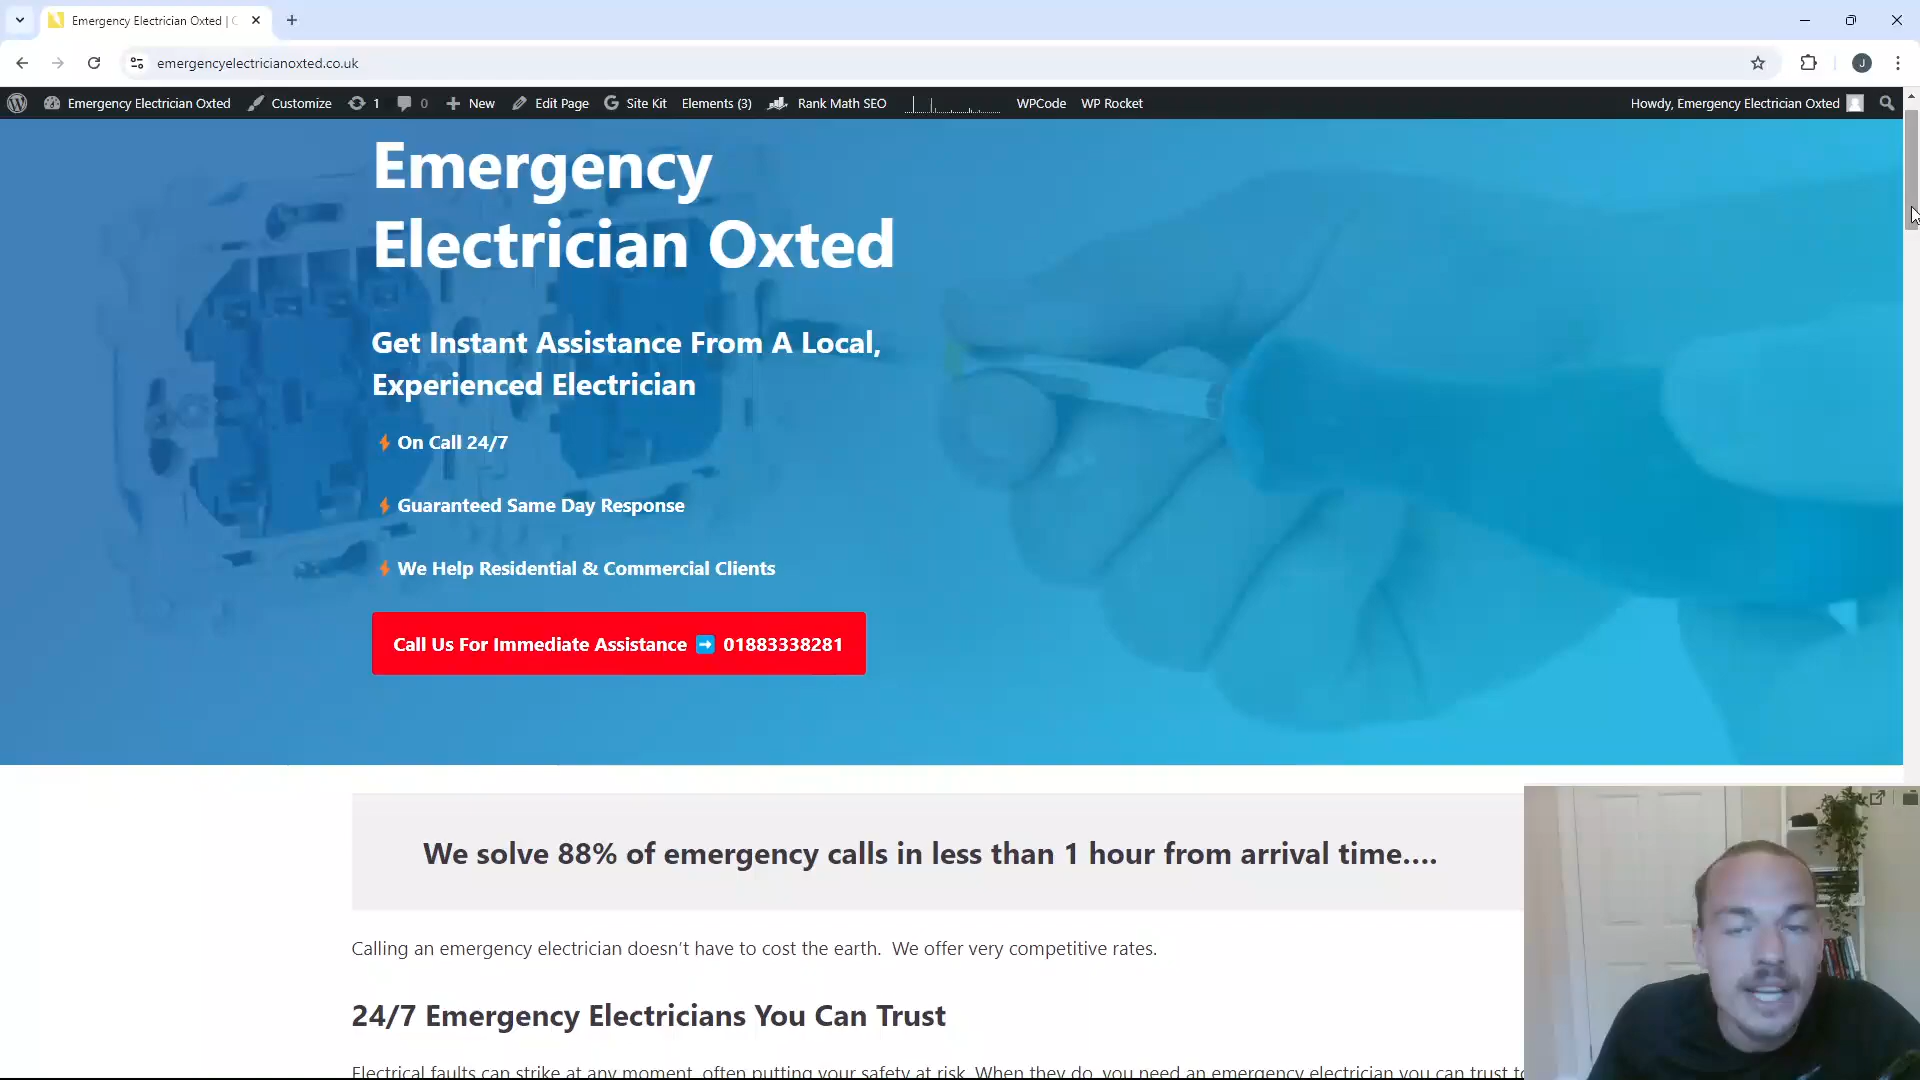 Emergency Electrician Oxted |
emergencyelectricianoxted.co.uk
J
Emergency Electrician Oxted Customize 1 0 New Edit Page Site Kit Elements (3) Rank Math SEO WPCode WP Rocket Howdy, Emergency Electrician Oxted
Emergency
Electrician Oxted
Get Instant Assistance From A Local,
Experienced Electrician
On Call 24/7
Guaranteed Same Day Response
We Help Residential & Commercial Clients
Call Us For Immediate Assistance ➡ 01883338281
We solve 88% of emergency calls in less than 1 hour from arrival time....
Calling an emergency electrician doesn't have to cost the earth. We offer very competitive rates.
24/7 Emergency Electricians You Can Trust
Electrical faults can strike at any moment, often putting your safety at risk. When they do, you need an emergency electrician you can trust